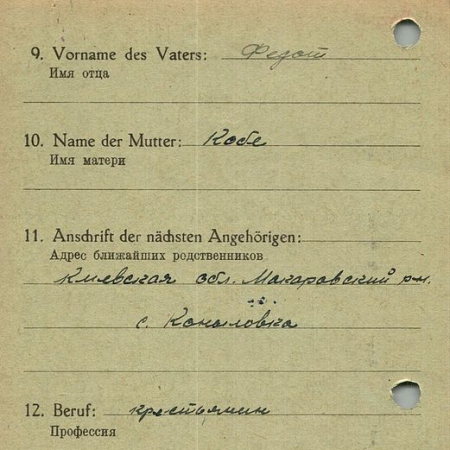 9. Vorname des Vaters: Федот
Имя отца
10. Name der Mutter: Кобе
Имя матери
11. Anschrift der nächsten Angehörigen:
Адрес ближайших родственников
Киевская обл. Макаровский р-н.
с. Копыловка
12. Beruf: крестьянин
Профессия